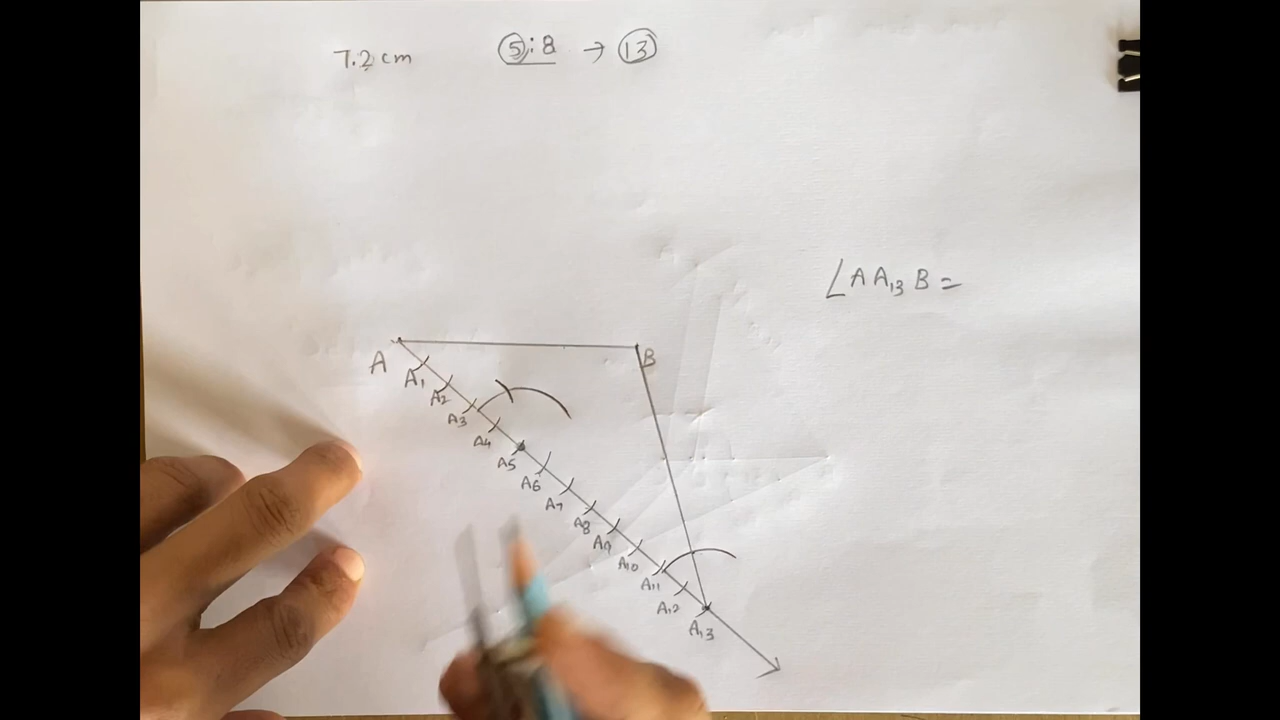 7.2 cm 5:8 → 13
∠AA₁₃B =
A B
A₁
A₂
A₃
A₄
A₅
A₆
A₇
A₈
A₉
A₁₀
A₁₁
A₁₂
A₁₃